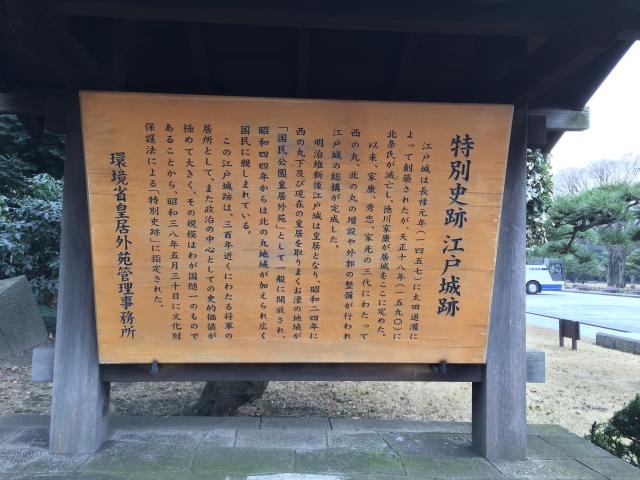 特別史跡 江戸城跡
江戸城は長禄元年(一四五七)に太田道灌に
よって創築されたが、天正十八年(一五九〇)に
北条氏が滅亡し、徳川家康が居城をここに定めた。
以来、家康、秀忠、家光の三代にわたって
西の丸、北の丸の増設や外郭の整備が行われ
江戸城の総構が完成した。
明治維新後江戸城は皇居となり、昭和二四年に
西の丸下及び現在の皇居を取りまくお濠の地域が
「国民公園皇居外苑」として一般に開放され、
昭和四四年からは北の丸地域が加えられ広く
国民に親しまれている。
この江戸城跡は、三百年近くにわたる将軍の
居所として、また政治の中心としての史的価値が
極めて大きく、その規模はわが国随一のもので
あることから、昭和三八年五月三十日に文化財
保護法による「特別史跡」に指定された。
環境省皇居外苑管理事務所